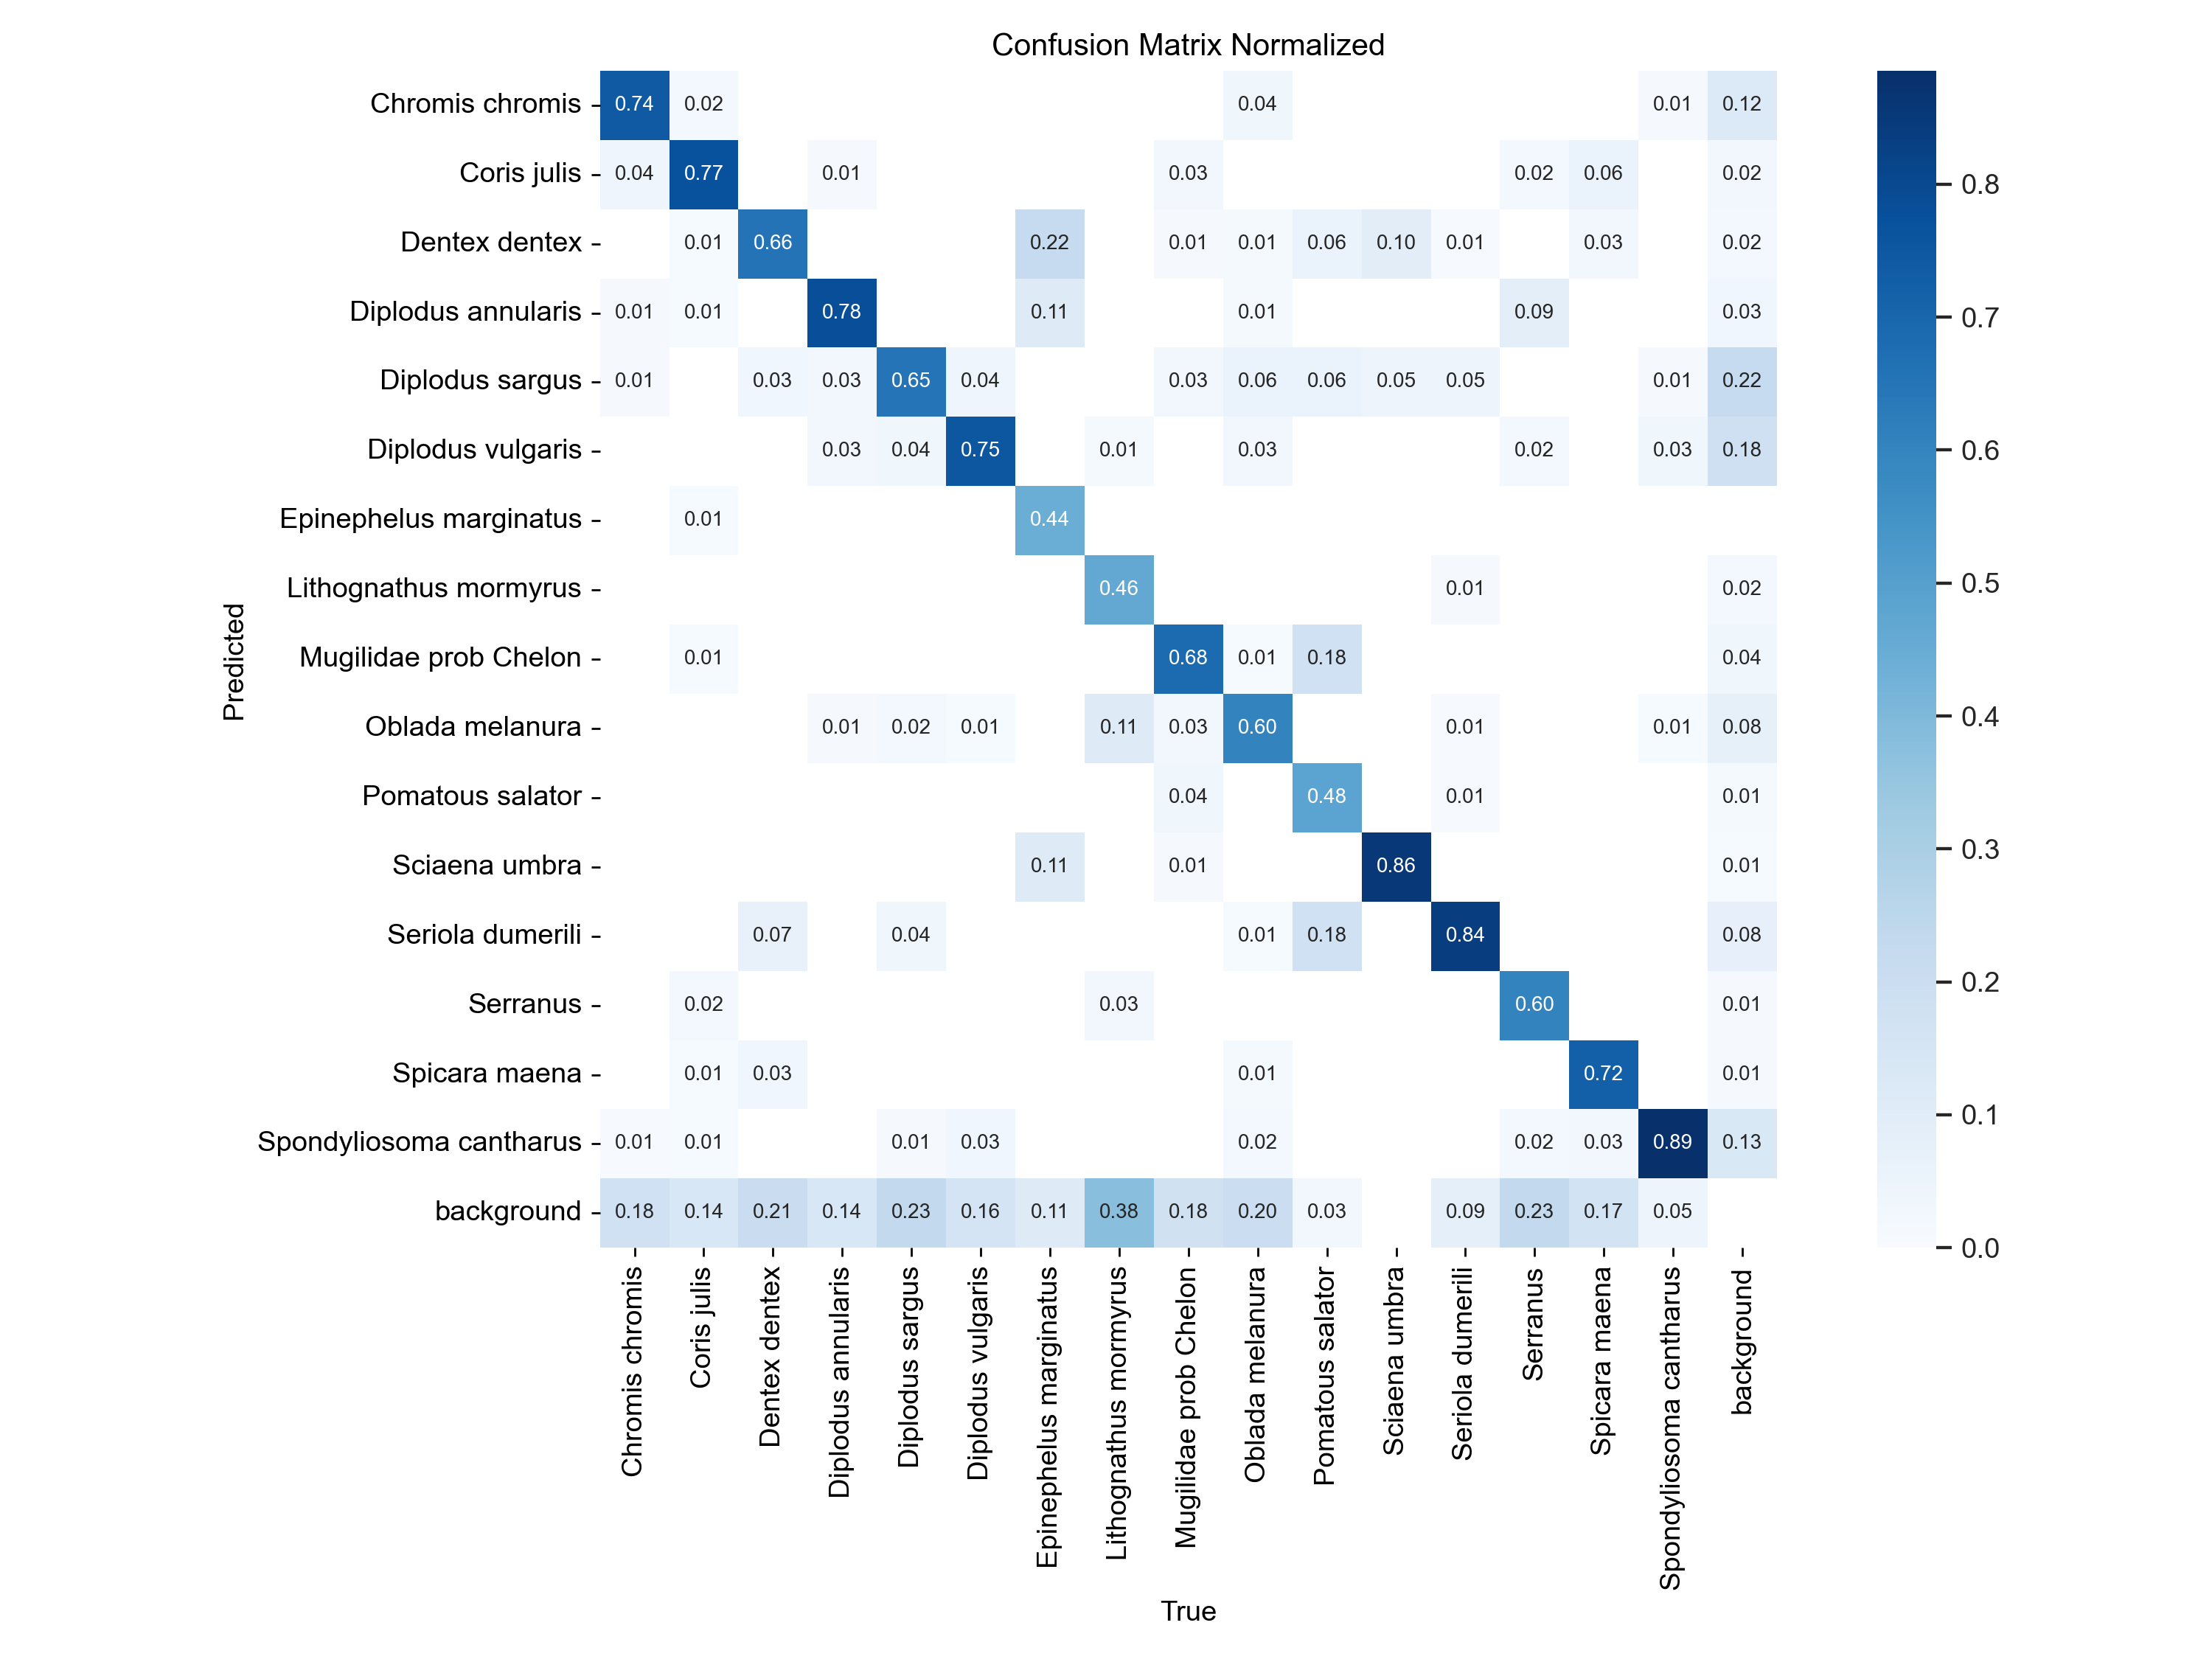 Confusion Matrix Normalized
Chromis chromis 0.74 0.02 0.04 0.01 0.12
Coris julis 0.04 0.77 0.01 0.03 0.02 0.06 0.02
Dentex dentex 0.01 0.66 0.22 0.01 0.01 0.06 0.10 0.01 0.03 0.02
Diplodus annularis 0.01 0.01 0.78 0.11 0.01 0.09 0.03
Diplodus sargus 0.01 0.03 0.03 0.65 0.04 0.03 0.06 0.06 0.05 0.05 0.01 0.22
Diplodus vulgaris 0.03 0.04 0.75 0.01 0.03 0.02 0.03 0.18
Epinephelus marginatus 0.01 0.44
Lithognathus mormyrus 0.46 0.01 0.02
Mugilidae prob Chelon 0.01 0.68 0.01 0.18 0.04
Oblada melanura 0.01 0.02 0.01 0.11 0.03 0.60 0.01 0.01 0.08
Pomatous salator 0.04 0.48 0.01 0.01
Sciaena umbra 0.11 0.01 0.86 0.01
Seriola dumerili 0.07 0.04 0.01 0.18 0.84 0.08
Serranus 0.02 0.03 0.60 0.01
Spicara maena 0.01 0.03 0.01 0.72 0.01
Spondyliosoma cantharus 0.01 0.01 0.01 0.03 0.02 0.02 0.03 0.89 0.13
background 0.18 0.14 0.21 0.14 0.23 0.16 0.11 0.38 0.18 0.20 0.03 0.09 0.23 0.17 0.05
Predicted
Chromis chromis
Coris julis
Dentex dentex
Diplodus annularis
Diplodus sargus
Diplodus vulgaris
Epinephelus marginatus
Lithognathus mormyrus
Mugilidae prob Chelon
Oblada melanura
Pomatous salator
Sciaena umbra
Seriola dumerili
Serranus
Spicara maena
Spondyliosoma cantharus
background
True
0.8
0.7
0.6
0.5
0.4
0.3
0.2
0.1
0.0